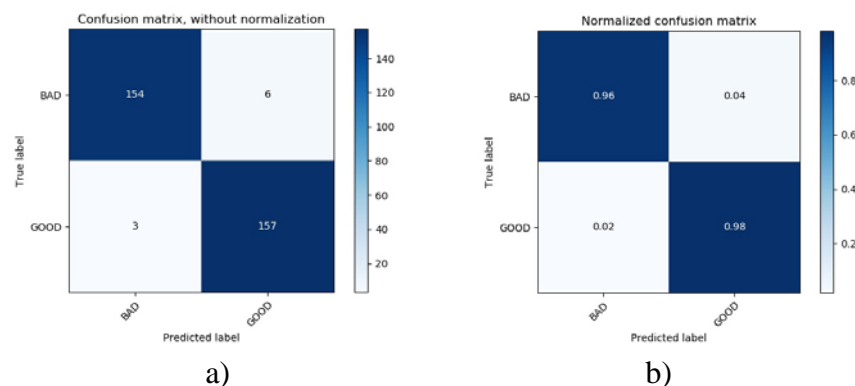 Confusion matrix, without normalization
BAD
GOOD
True label
154
6
3
157
140
120
100
80
60
40
20
BAD
GOOD
Predicted label
a)
Normalized confusion matrix
BAD
GOOD
True label
0.96
0.04
0.02
0.98
0.8
0.6
0.4
0.2
BAD
GOOD
Predicted label
b)